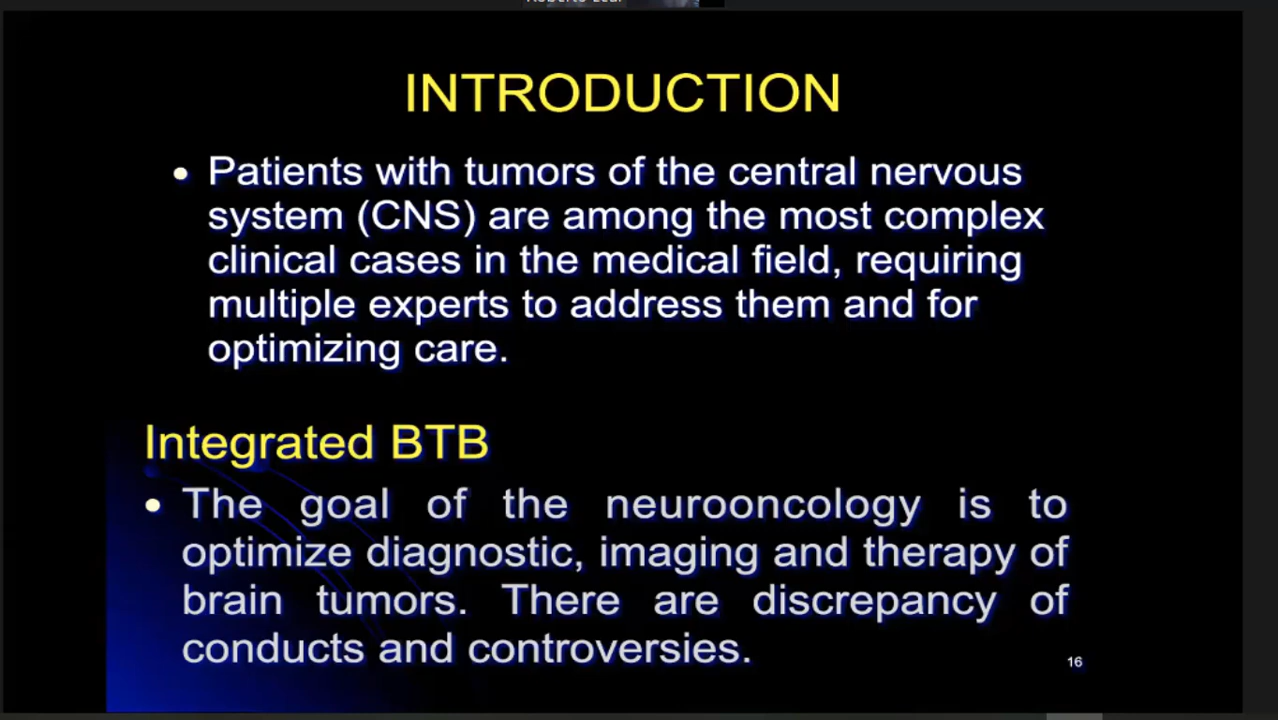 INTRODUCTION
• Patients with tumors of the central nervous
system (CNS) are among the most complex
clinical cases in the medical field, requiring
multiple experts to address them and for
optimizing care.
Integrated BTB
• The goal of the neurooncology is to
optimize diagnostic, imaging and therapy of
brain tumors. There are discrepancy of
conducts and controversies.
16